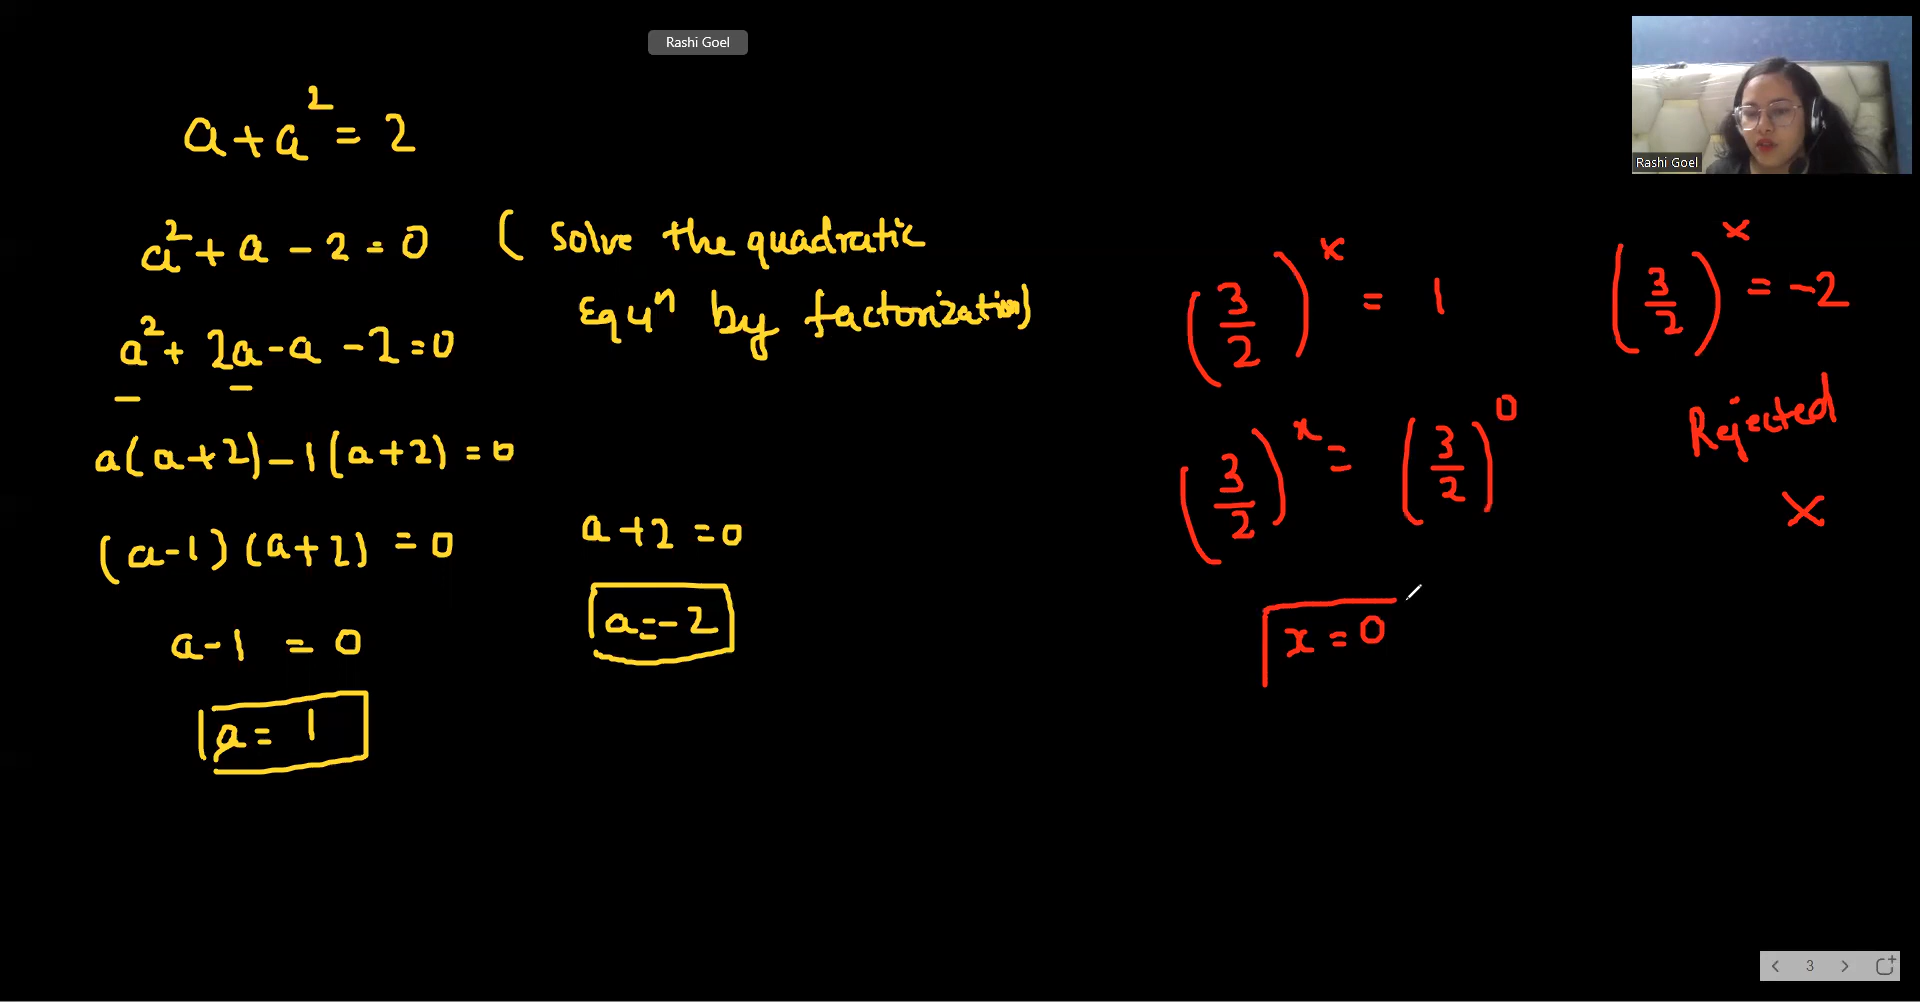 Rashi Goel
Rashi Goel
a + a² = 2
a² + a - 2 = 0 ( Solve the quadratic
Equⁿ by factorization)
a² + 2a - a - 2 = 0
a(a+2) - 1(a+2) = 0
(a-1)(a+2) = 0
a - 1 = 0
a = 1
a + 2 = 0
a = -2
(3/2)^x = 1
(3/2)^x = (3/2)^0
x = 0
(3/2)^x = -2
Rejected
×
3